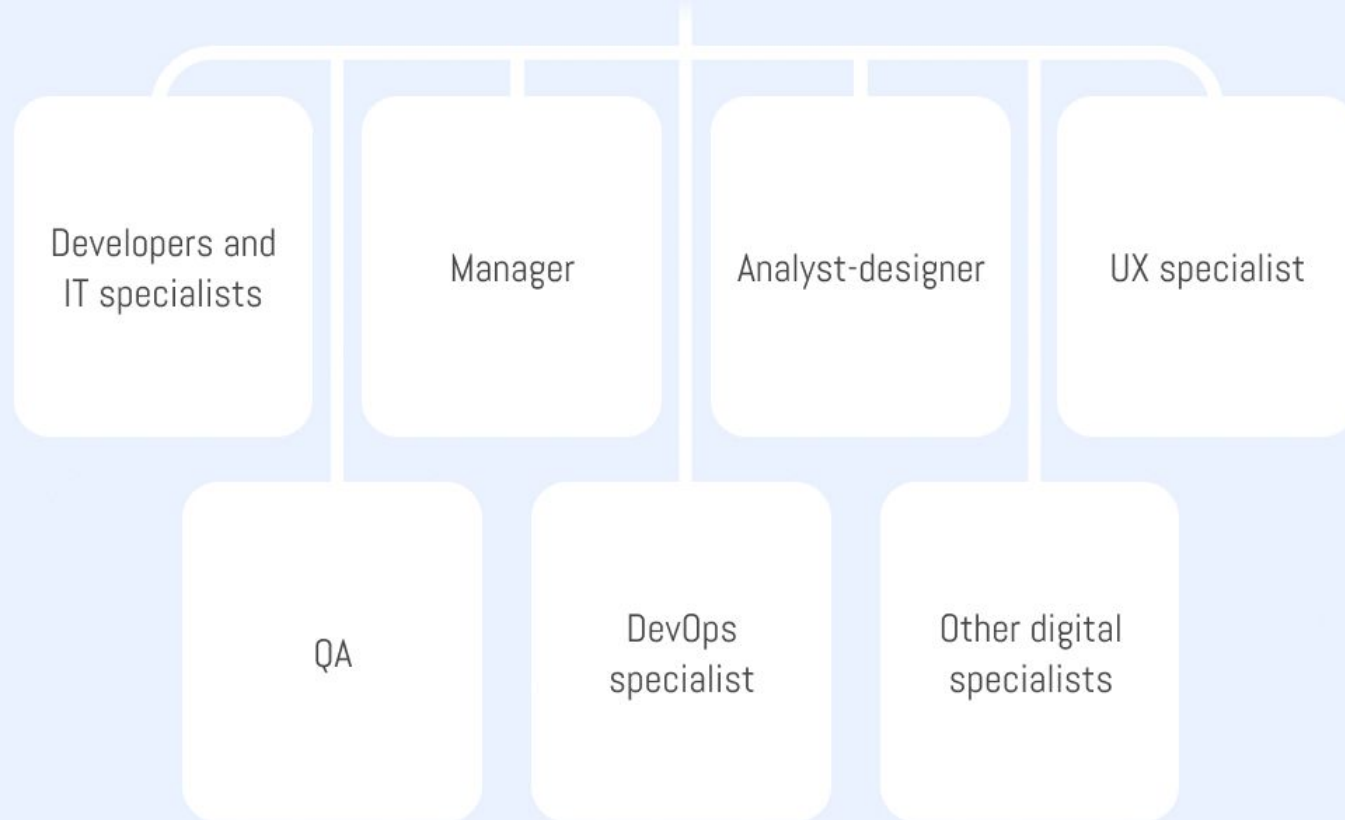 Developers and
IT specialists
Manager
Analyst-designer
UX specialist
QA
DevOps
specialist
Other digital
specialists